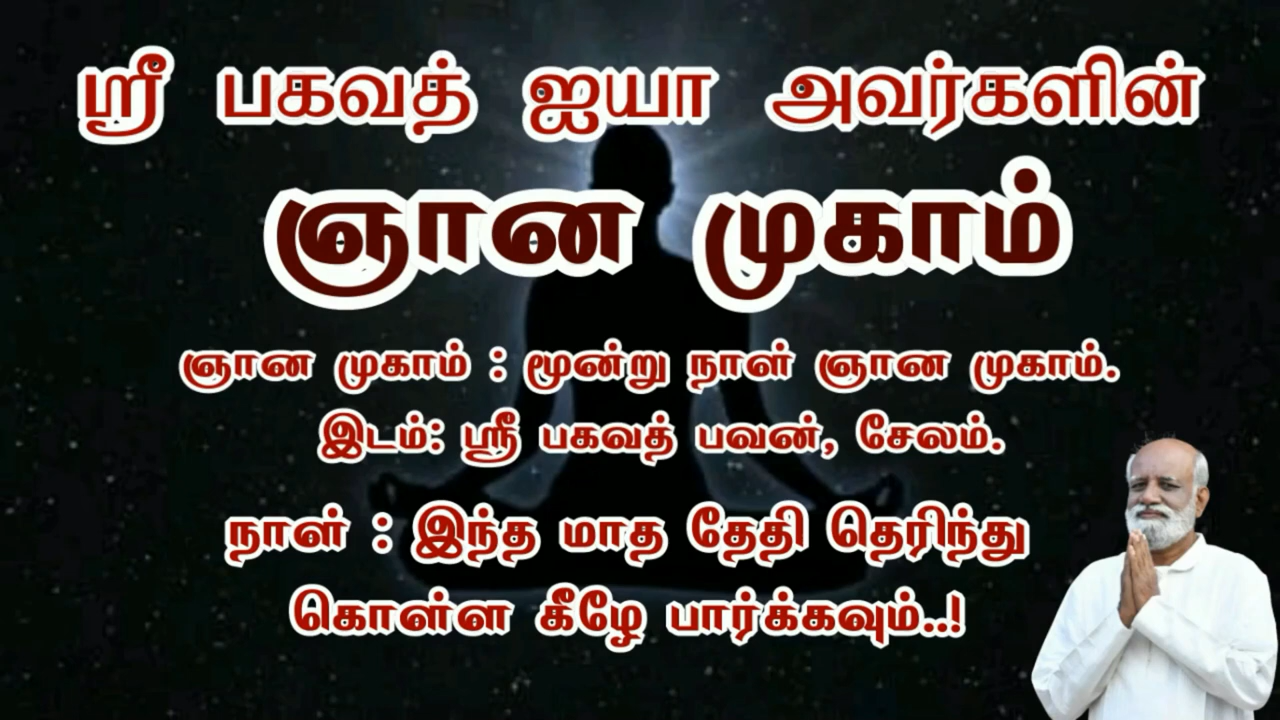 ஸ்ரீ பகவத் ஐயா அவர்களின்
ஞான முகாம்
ஞான முகாம் : மூன்று நாள் ஞான முகாம்.
இடம்: ஸ்ரீ பகவத் பவன், சேலம்.
நாள் : இந்த மாத தேதி தெரிந்து
கொள்ள கீழே பார்க்கவும்..!